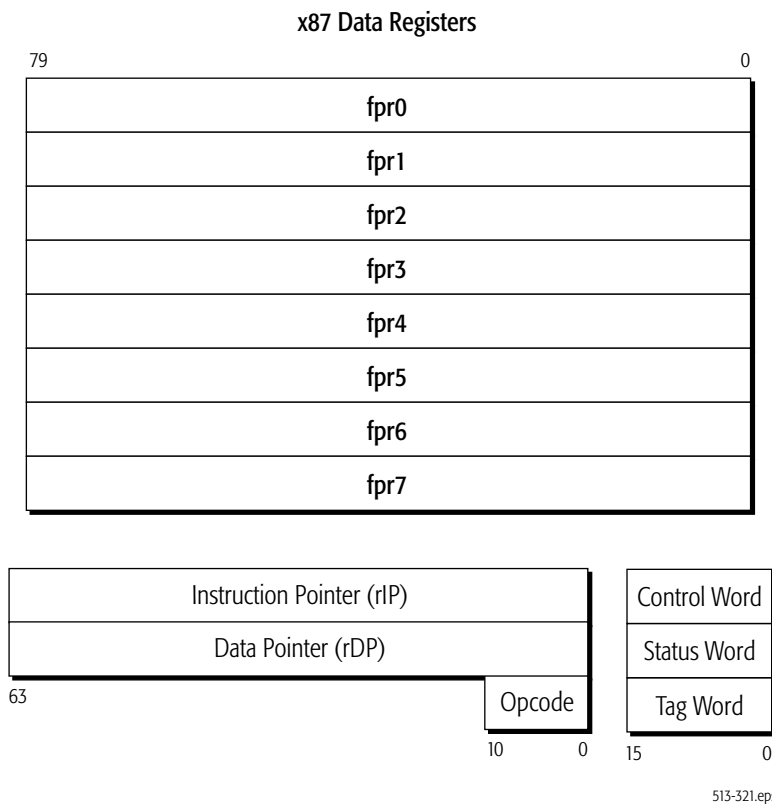 x87 Data Registers
79 0
fpr0
fpr1
fpr2
fpr3
fpr4
fpr5
fpr6
fpr7
Instruction Pointer (rIP)
Data Pointer (rDP)
63
Opcode
10 0
Control Word
Status Word
Tag Word
15 0
513-321.ep